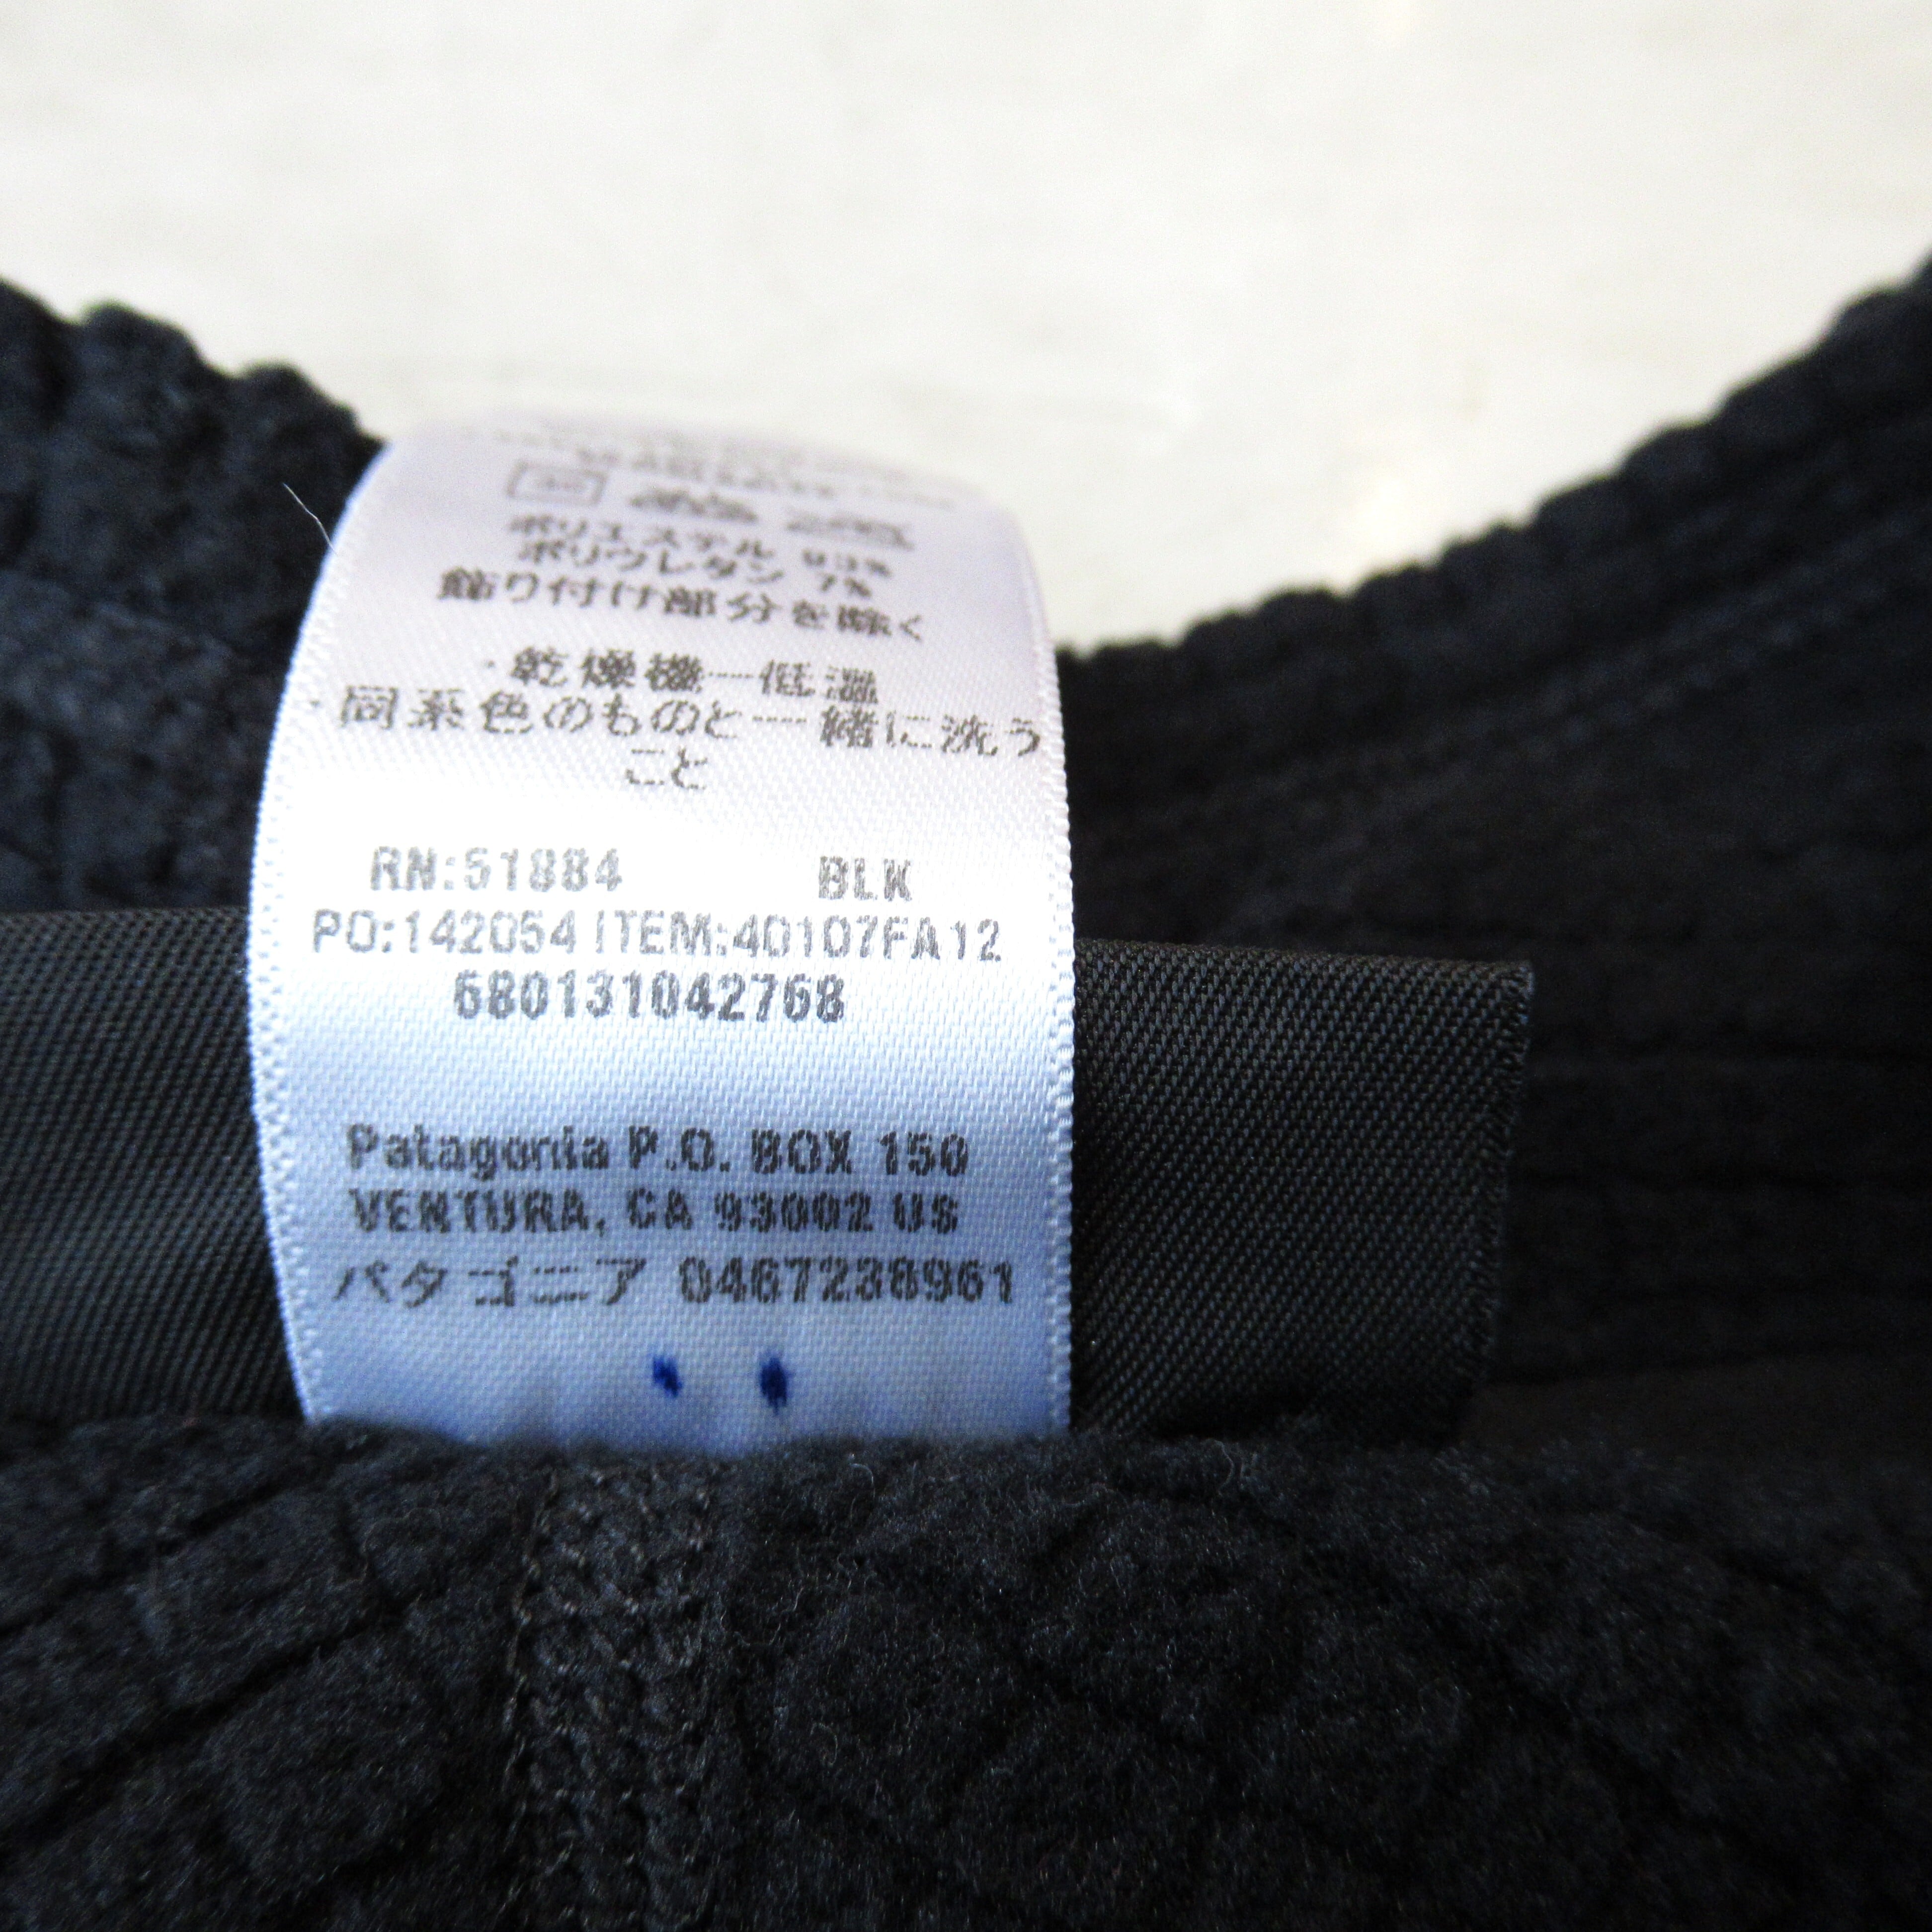 ポリエステル 93%
ポリウレタン 7%
飾り付け部分を除く
・乾燥機ー低温
・同系色のものと一緒に洗う
こと
RN:51884 BLK
PO:142054 ITEM:40107FA12
680131042768
Patagonia P.O. BOX 150
VENTURA, CA 93002 US
パタゴニア 0467238961